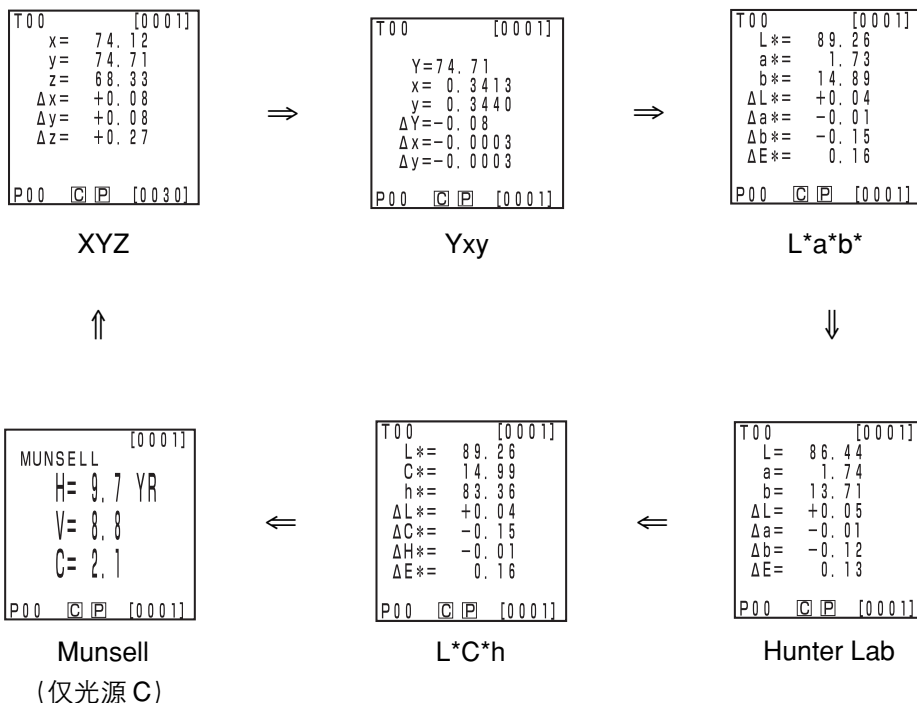 T00 [0001]
x= 74.12
y= 74.71
z= 68.33
Δx= +0.08
Δy= +0.08
Δz= +0.27
P00 C P [0030]
XYZ
⇒
T00 [0001]
Y=74.71
x= 0.3413
y= 0.3440
ΔY=-0.08
Δx=-0.0003
Δy=-0.0003
P00 C P [0001]
Yxy
⇒
T00 [0001]
L*= 89.26
a*= 1.73
b*= 14.89
ΔL*= +0.04
Δa*= -0.01
Δb*= -0.15
ΔE*= 0.16
P00 C P [0001]
L*a*b*
⇓
T00 [0001]
L= 86.44
a= 1.74
b= 13.71
ΔL= +0.05
Δa= -0.01
Δb= -0.12
ΔE= 0.13
P00 C P [0001]
Hunter Lab
⇐
T00 [0001]
L*= 89.26
C*= 14.99
h*= 83.36
ΔL*= +0.04
ΔC*= -0.15
ΔH*= -0.01
ΔE*= 0.16
P00 C P [0001]
L*C*h
⇐
[0001]
MUNSELL
H= 9.7 YR
V= 8.8
C= 2.1
P00 C P [0001]
Munsell
(仅光源 C)
⇑